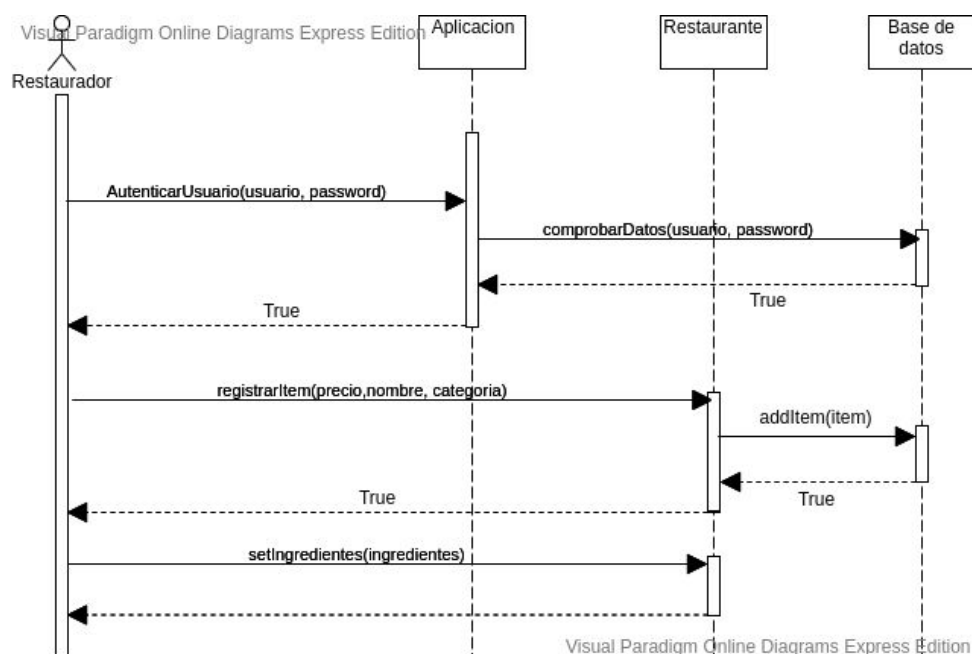 Visual Paradigm Online Diagrams Express Edition
Aplicacion
Restaurante
Base de
datos
Restaurador
AutenticarUsuario(usuario, password)
comprobarDatos(usuario, password)
True
True
registrarItem(precio,nombre, categoria)
addItem(item)
True
True
setIngredientes(ingredientes)
Visual Paradigm Online Diagrams Express Edition